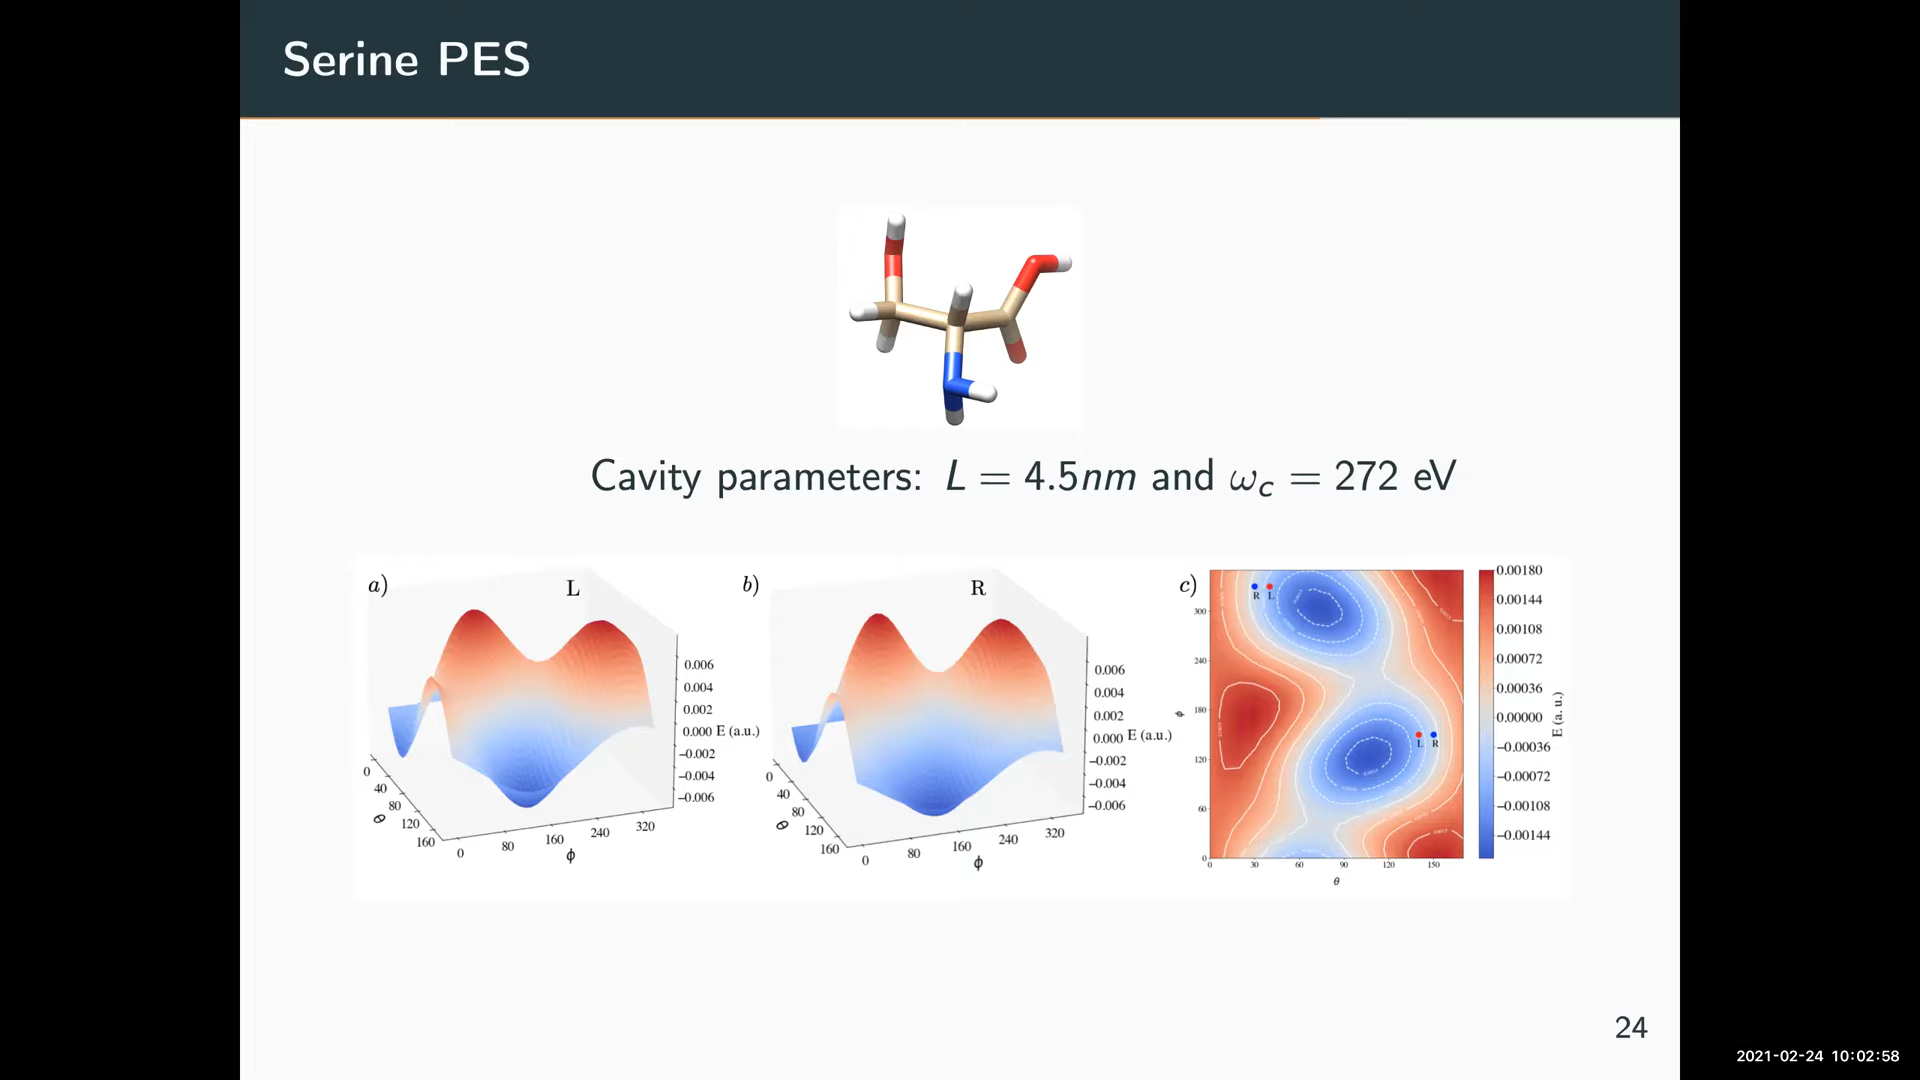 Serine PES
Cavity parameters: L = 4.5nm and ω_c = 272 eV
a)
L
0.006
0.004
0.002
0.000 E (a.u.)
−0.002
−0.004
−0.006
0
40
80
120
160
θ
0
80
160
240
320
ϕ
b)
R
0.006
0.004
0.002
0.000 E (a.u.)
−0.002
−0.004
−0.006
0
40
80
120
160
θ
0
80
160
240
320
ϕ
c)
300
240
180
120
60
0
ϕ
R L
L R
0 30 60 90 120 150
θ
0.00180
0.00144
0.00108
0.00072
0.00036
0.00000
−0.00036
−0.00072
−0.00108
−0.00144
E (a. u.)
24
2021-02-24 10:02:58